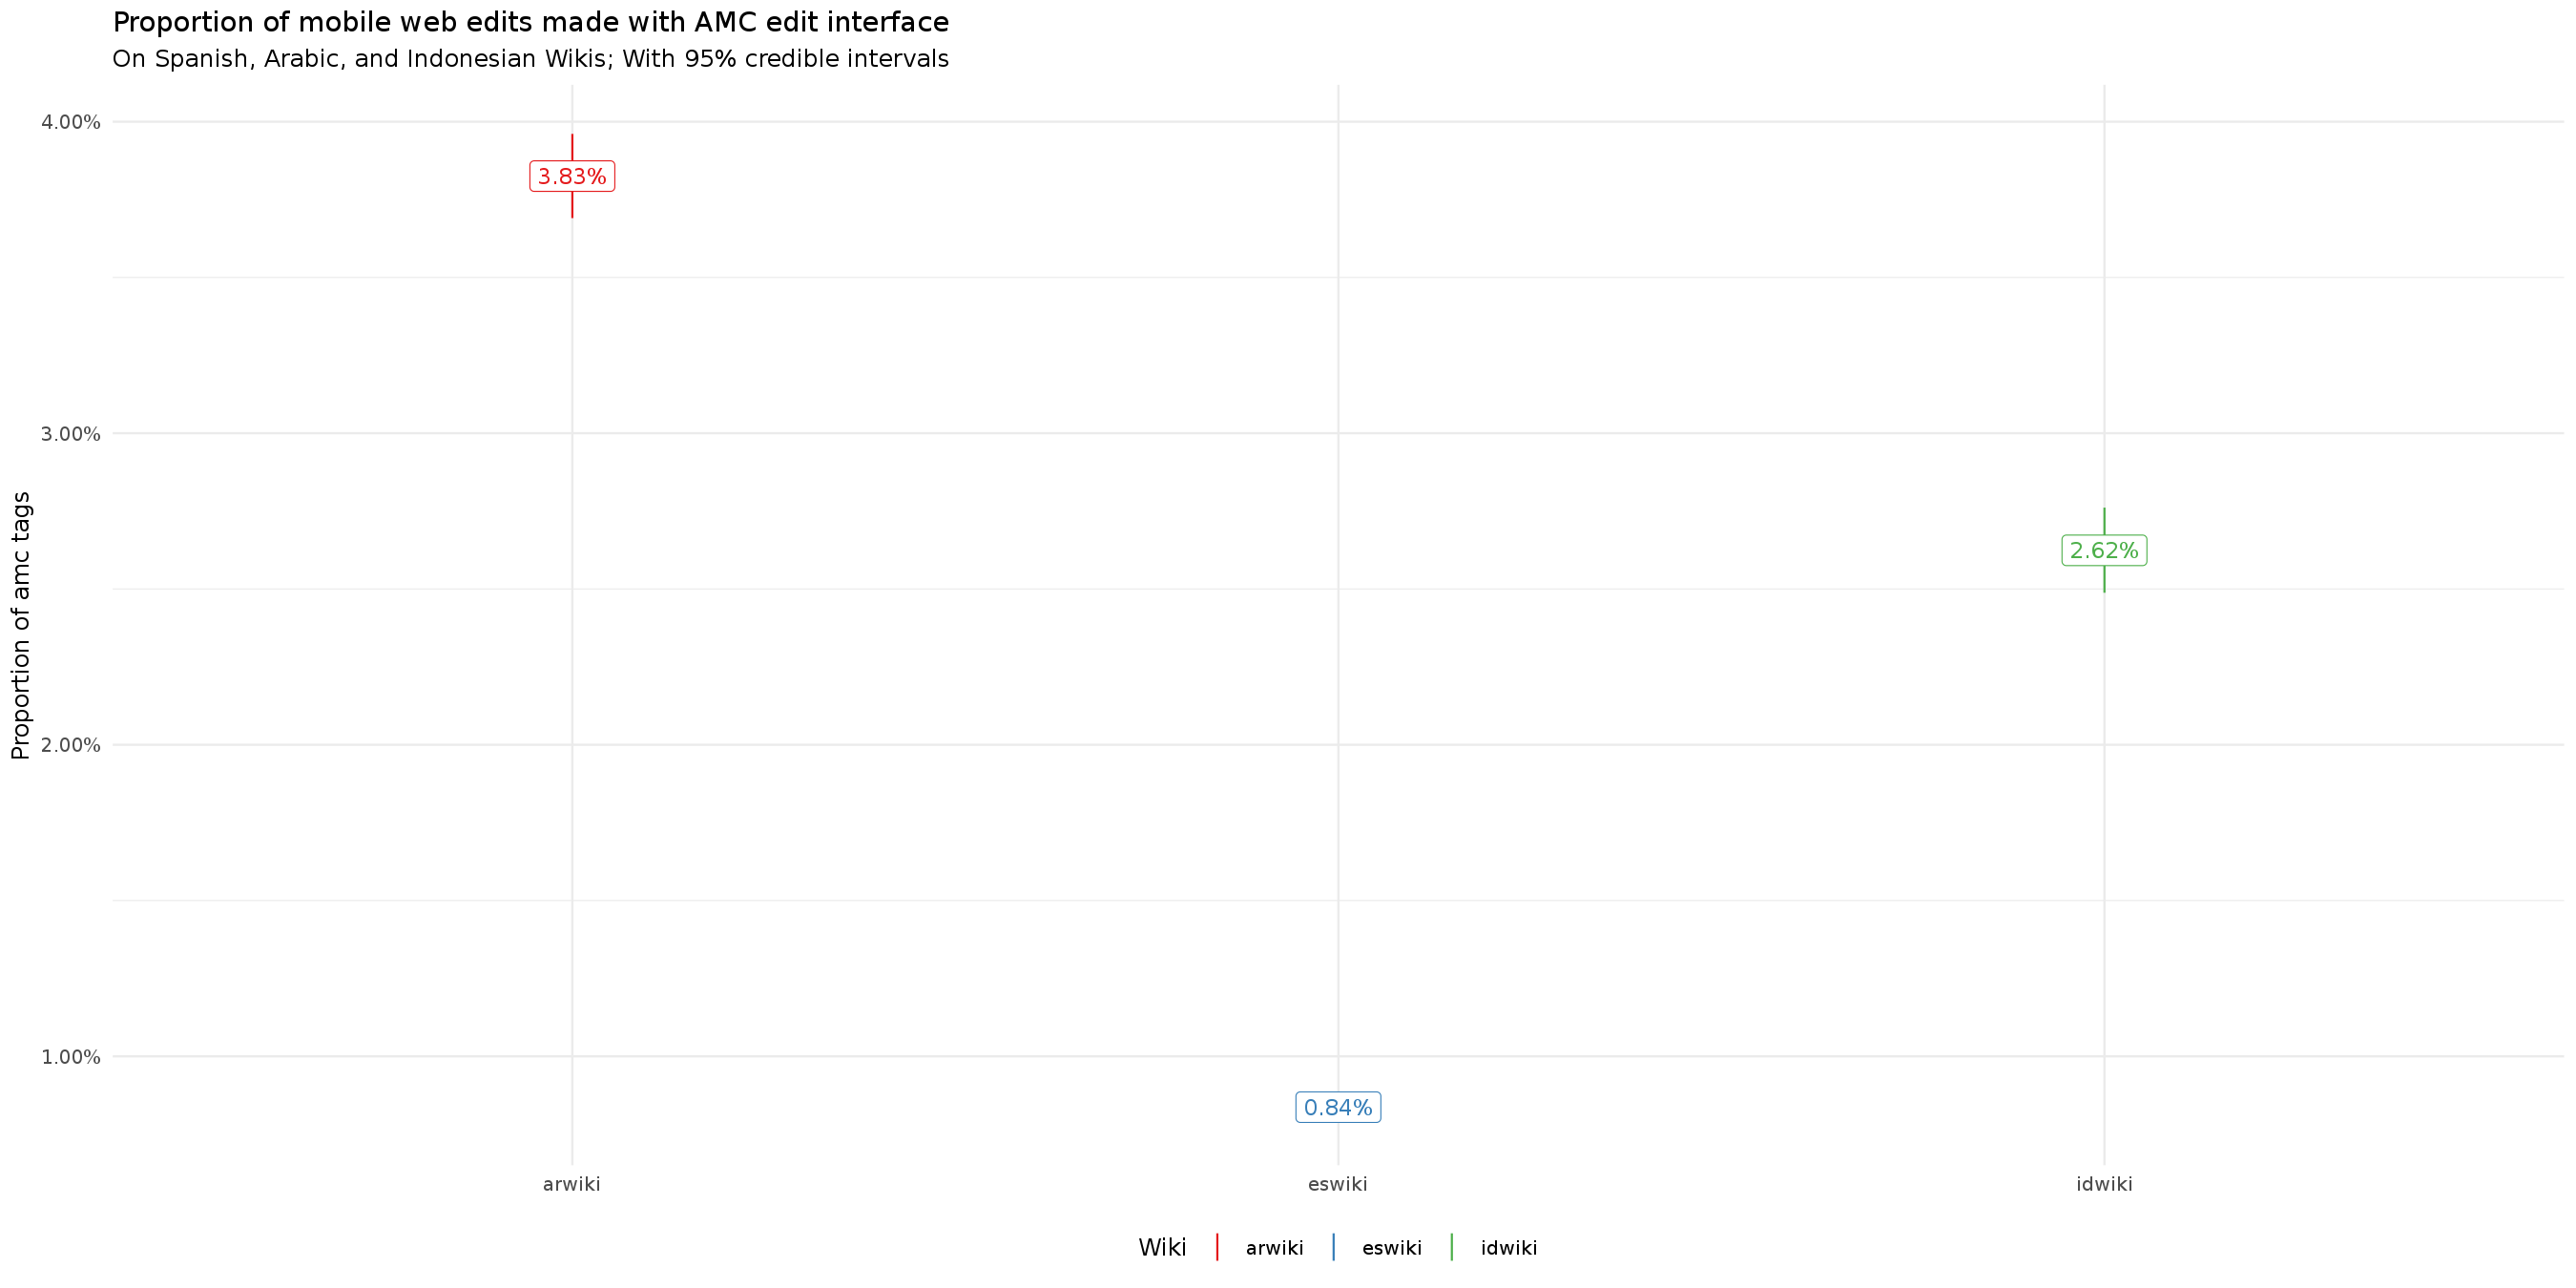 Proportion of mobile web edits made with AMC edit interface
On Spanish, Arabic, and Indonesian Wikis; With 95% credible intervals
Proportion of amc tags
4.00%
3.00%
2.00%
1.00%
3.83%
0.84%
2.62%
arwiki
eswiki
idwiki
Wiki arwiki eswiki idwiki